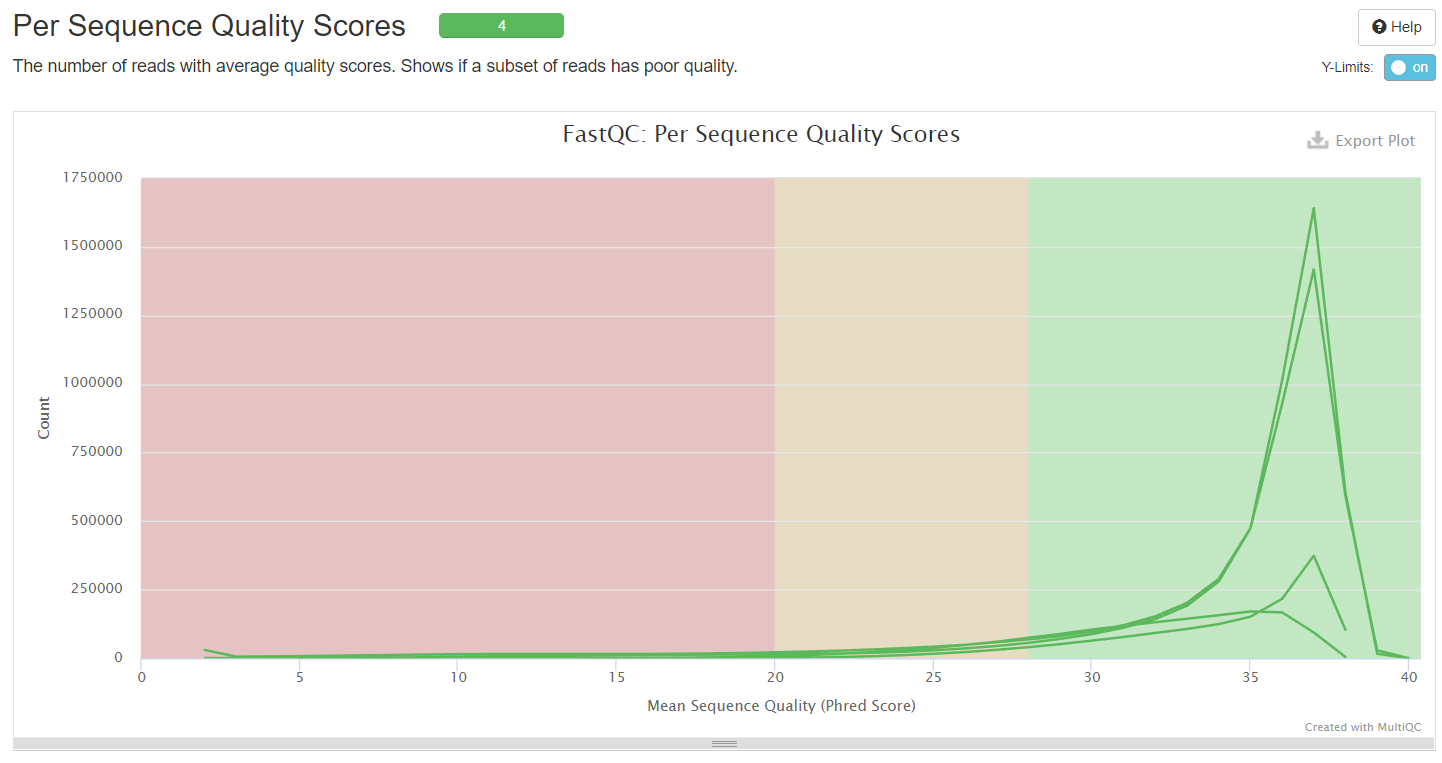 Per Sequence Quality Scores
4
Help
The number of reads with average quality scores. Shows if a subset of reads has poor quality.
Y-Limits:
on
FastQC: Per Sequence Quality Scores
Export Plot
1750000
1500000
1250000
1000000
750000
500000
250000
0
Count
0
5
10
15
20
25
30
35
40
Mean Sequence Quality (Phred Score)
Created with MultiQC